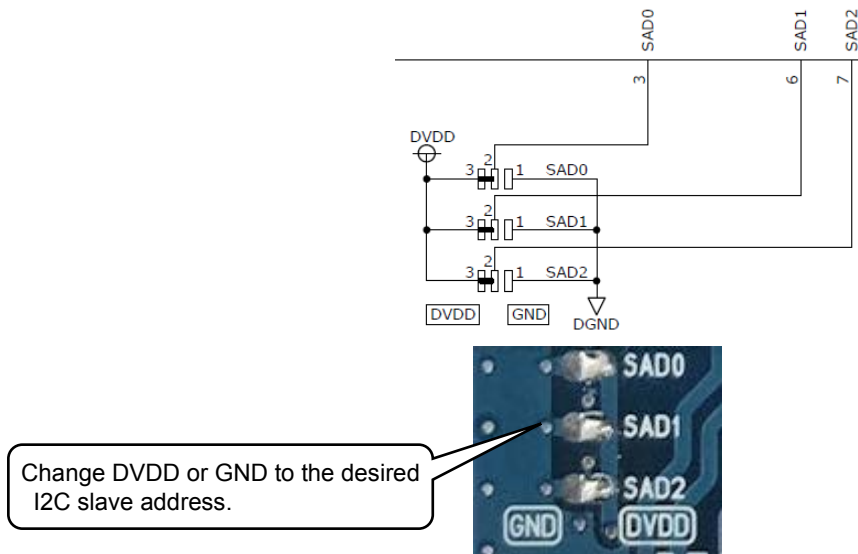 SAD0
SAD1
SAD2
3
6
7
DVDD
2
3
1 SAD0
2
3
1 SAD1
2
3
1 SAD2
DVDD
GND
DGND
SAD0
SAD1
SAD2
GND
DVDD
Change DVDD or GND to the desired
I2C slave address.